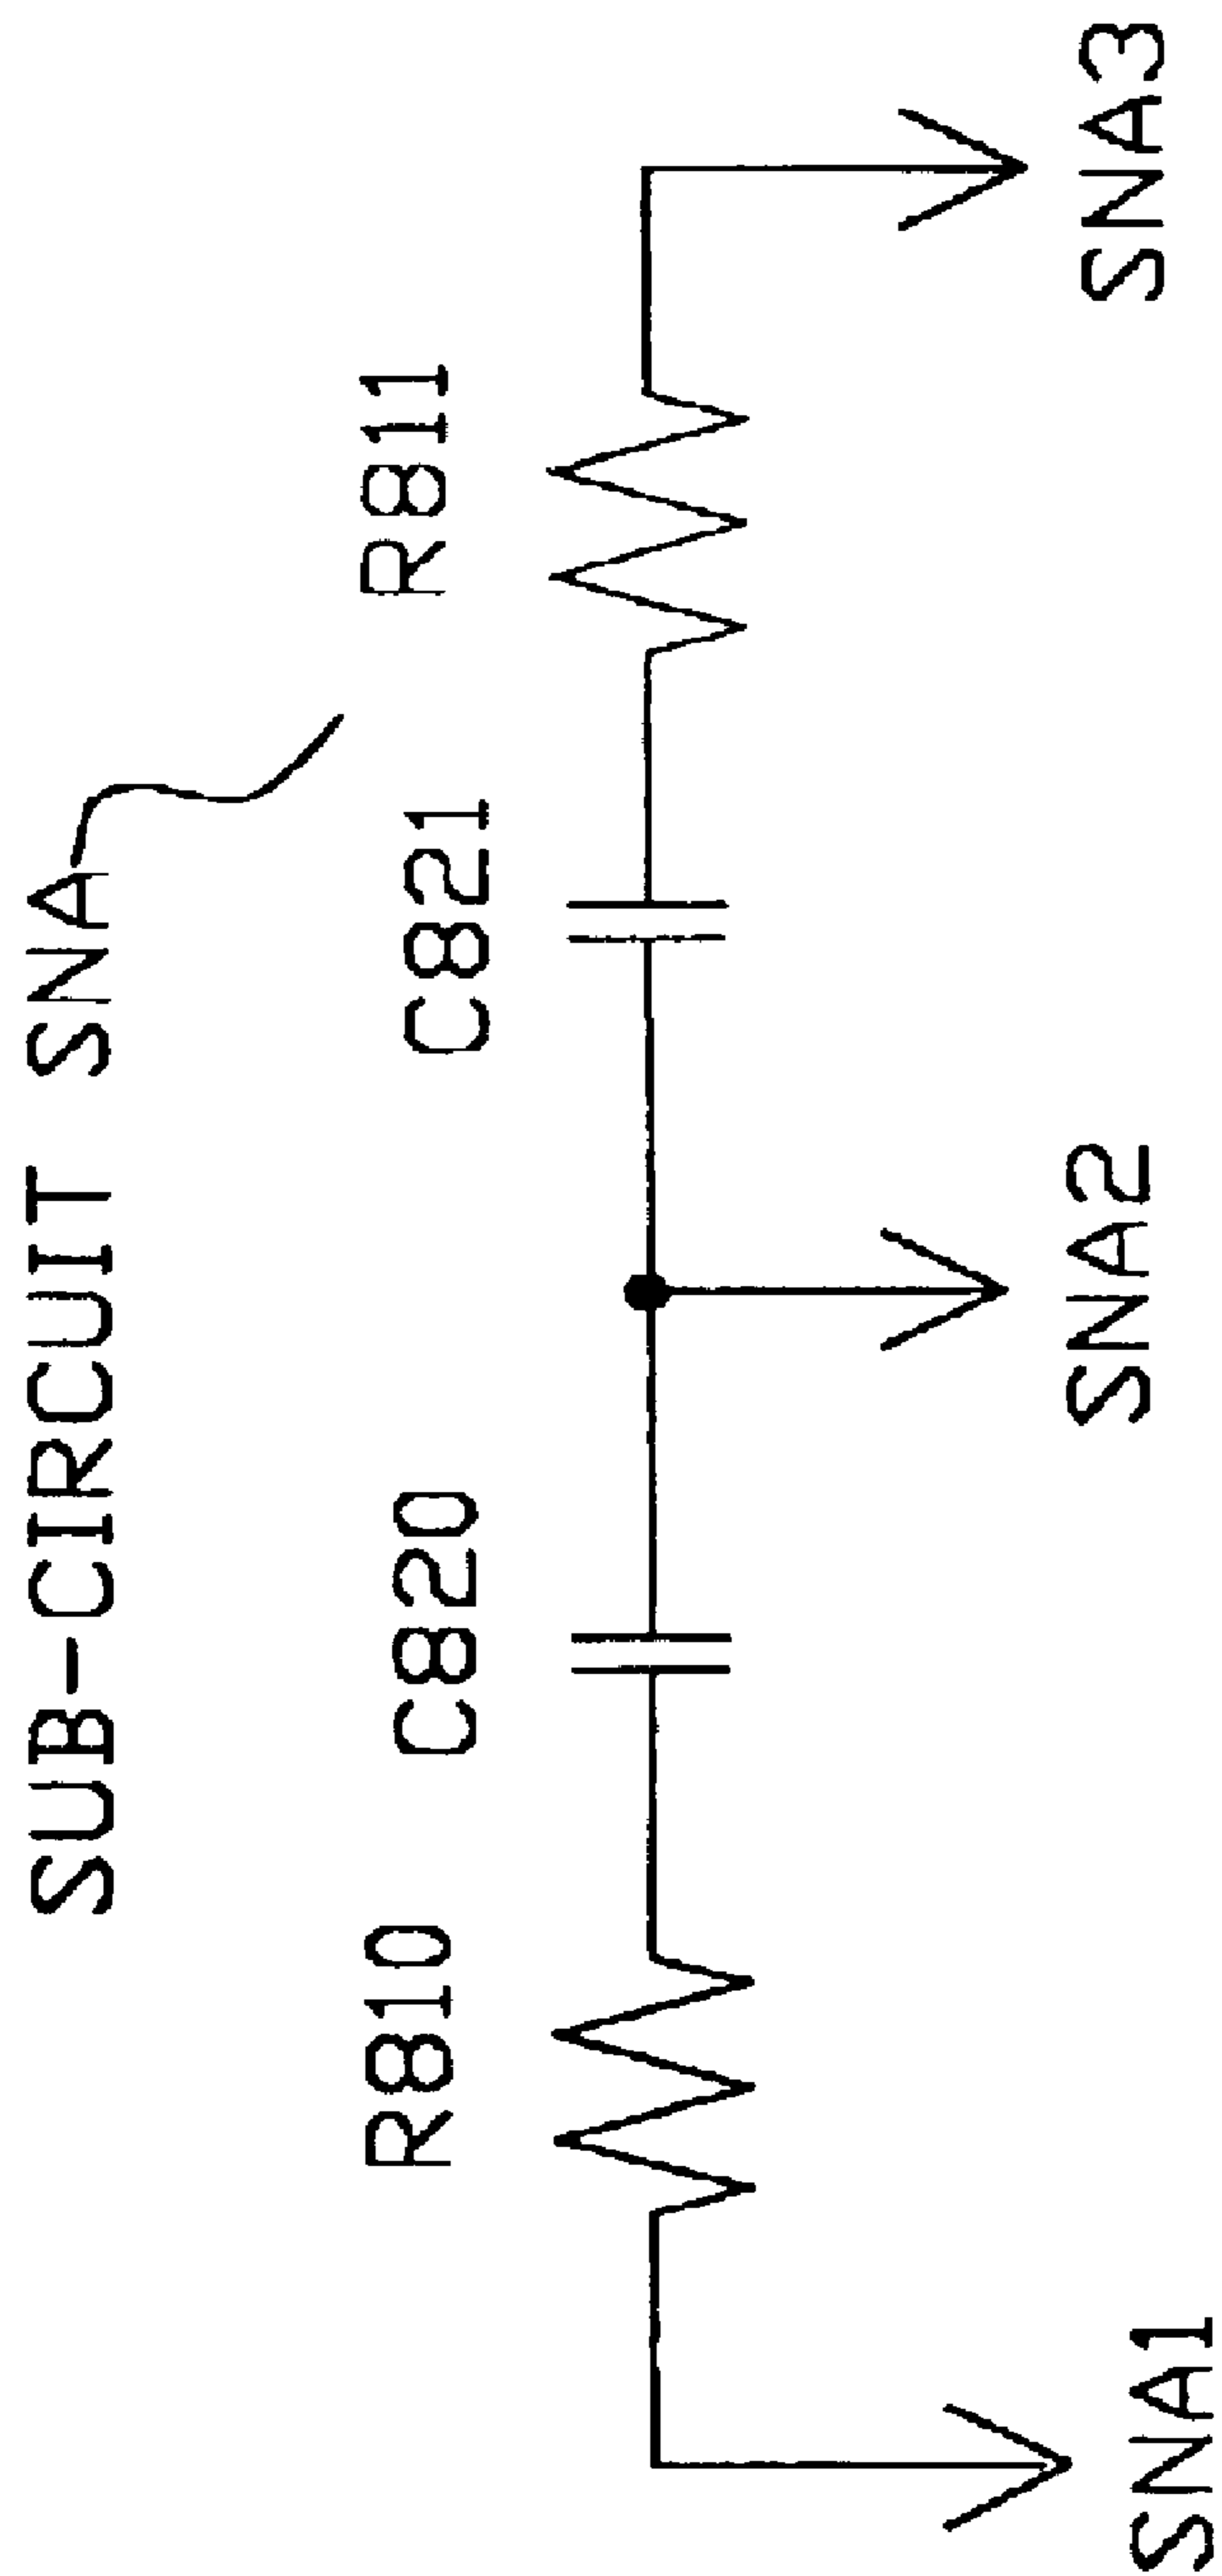 SUB-CIRCUIT SNA
R810
C820
C821
R811
SNA1
SNA2
SNA3